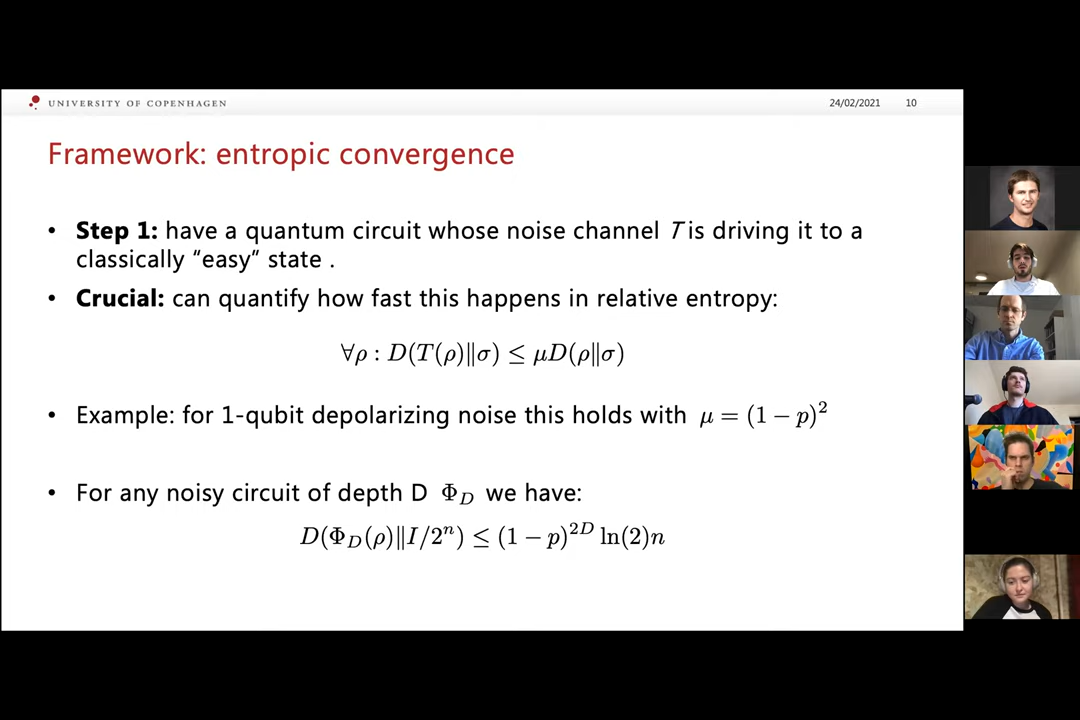 UNIVERSITY OF COPENHAGEN
24/02/2021 10
Framework: entropic convergence
• Step 1: have a quantum circuit whose noise channel T is driving it to a
classically “easy” state .
• Crucial: can quantify how fast this happens in relative entropy:
∀ρ : D(T(ρ)‖σ) ≤ μD(ρ‖σ)
• Example: for 1-qubit depolarizing noise this holds with μ = (1 − p)²
• For any noisy circuit of depth D Φ_D we have:
D(Φ_D(ρ)‖I/2ⁿ) ≤ (1 − p)²ᴰ ln(2)n